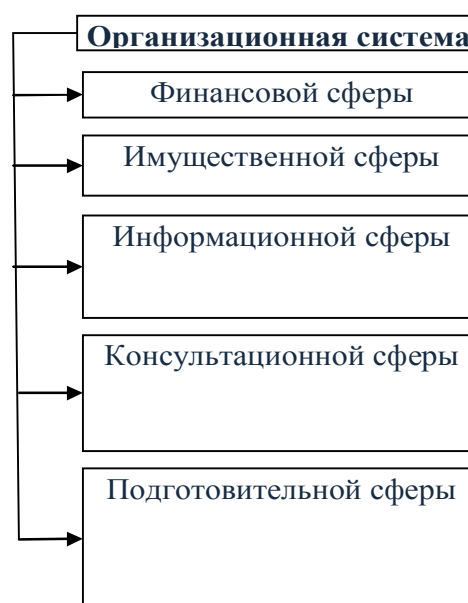 Организационная система
Финансовой сферы
Имущественной сферы
Информационной сферы
Консультационной сферы
Подготовительной сферы